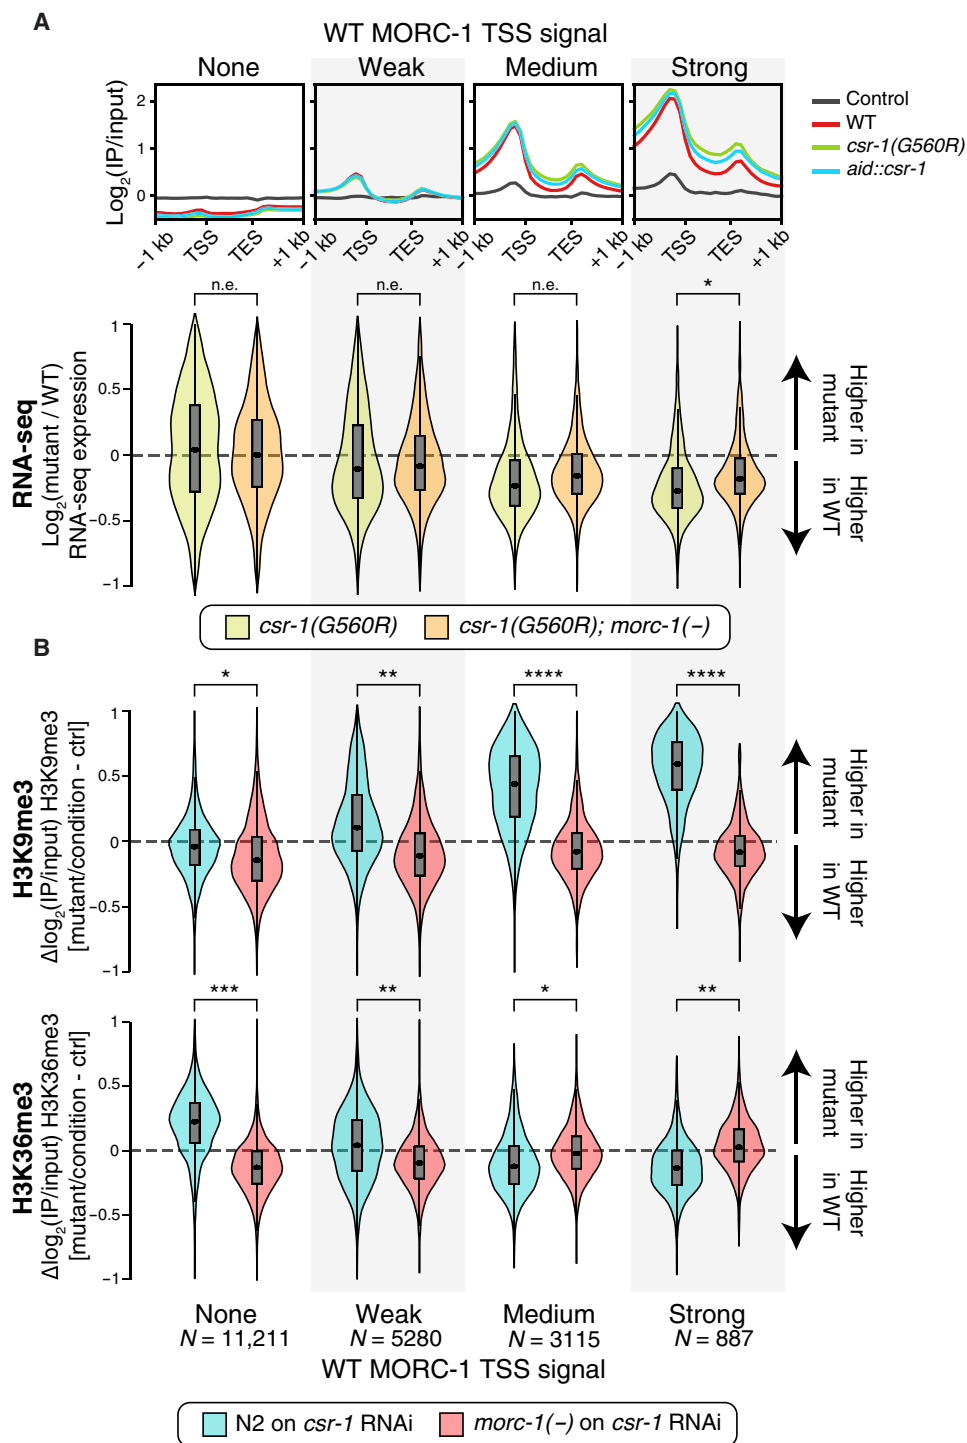 A
WT MORC-1 TSS signal
None Weak Medium Strong
Log2(IP/input)
2
1
0
−1 kb TSS TES +1 kb
−1 kb TSS TES +1 kb
−1 kb TSS TES +1 kb
−1 kb TSS TES +1 kb
Control
WT
csr-1(G560R)
aid::csr-1
n.e. n.e. n.e. *
RNA-seq
Log2(mutant / WT)
RNA-seq expression
1
0.5
0
−0.5
−1
Higher in
mutant
Higher
in WT
csr-1(G560R) csr-1(G560R); morc-1(-)
B
* ** **** ****
H3K9me3
Δlog2(IP/input) H3K9me3
[mutant/condition - ctrl]
1
0.5
0
−0.5
−1
Higher in
mutant
Higher
in WT
*** ** * **
H3K36me3
Δlog2(IP/input) H3K36me3
[mutant/condition - ctrl]
1
0.5
0
−0.5
−1
Higher in
mutant
Higher
in WT
None Weak Medium Strong
N = 11,211 N = 5280 N = 3115 N = 887
WT MORC-1 TSS signal
N2 on csr-1 RNAi morc-1(-) on csr-1 RNAi